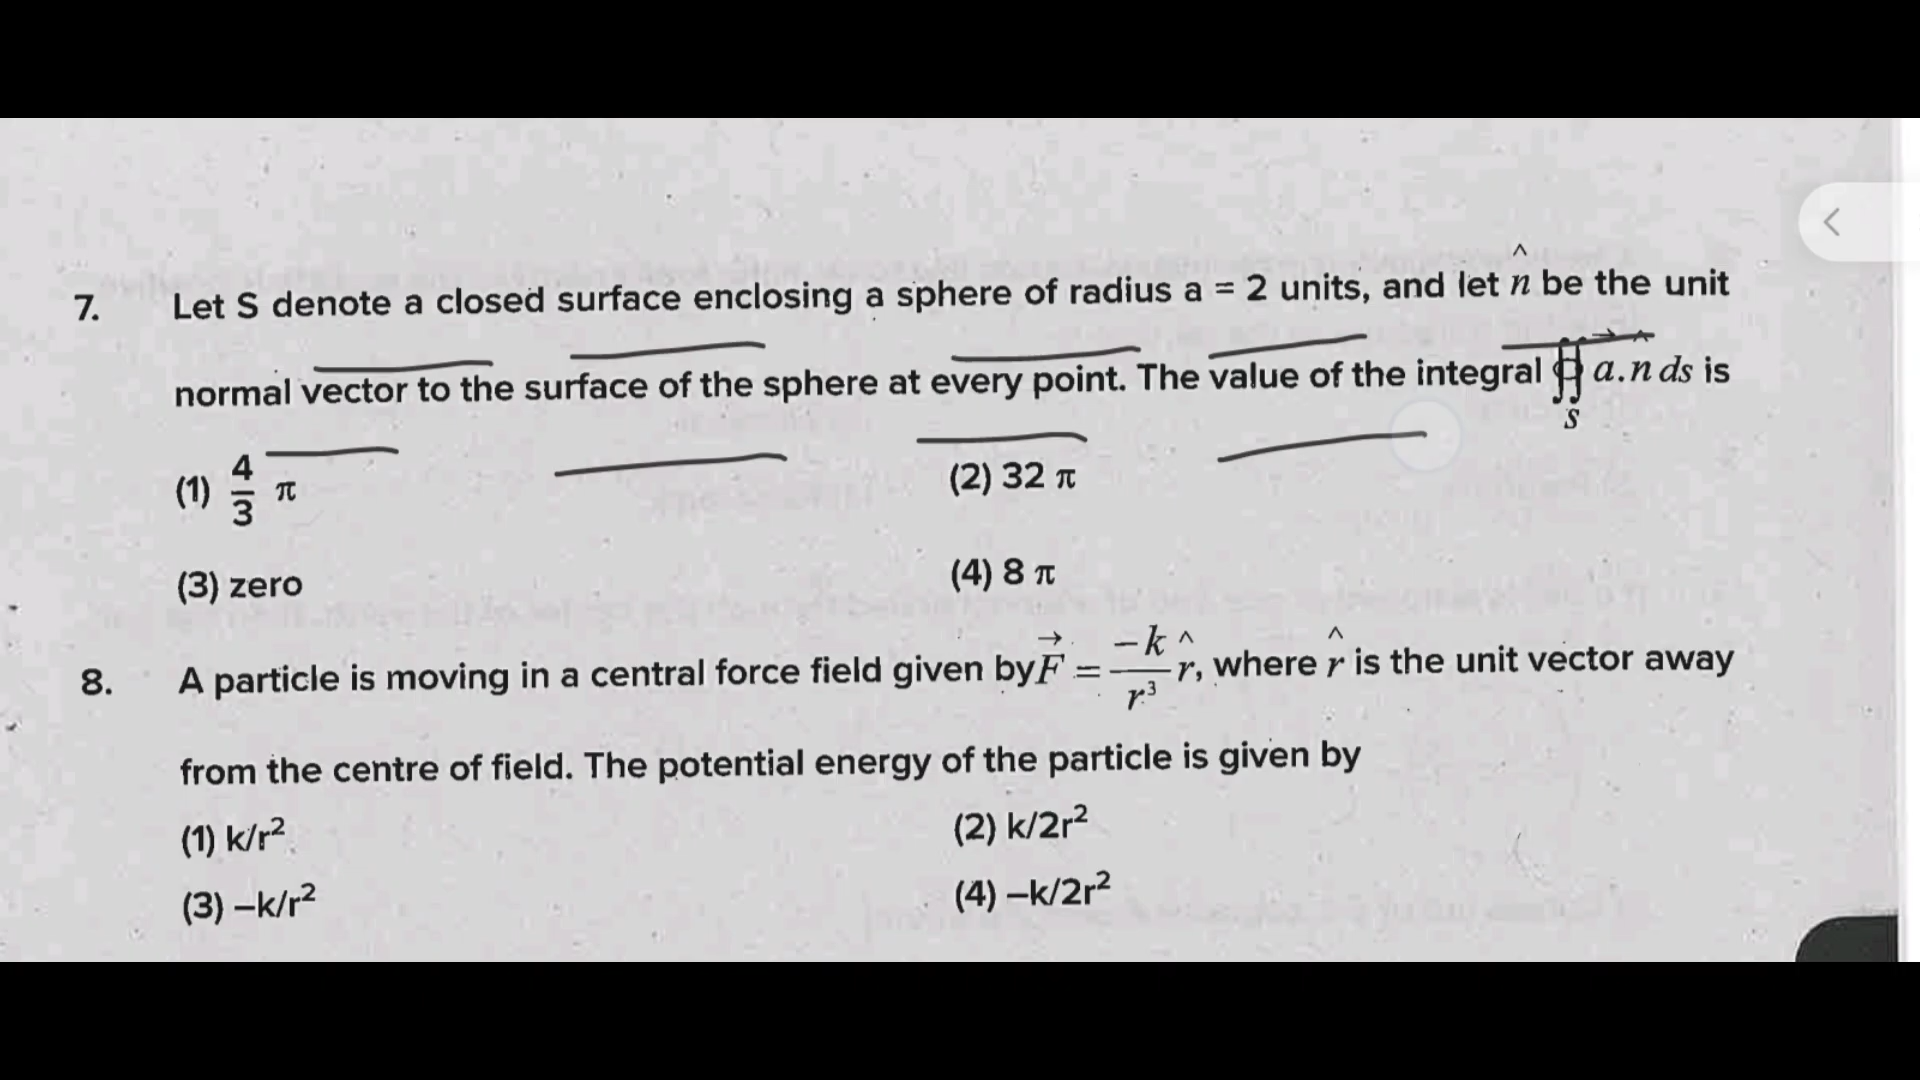 7. Let S denote a closed surface enclosing a sphere of radius a = 2 units, and let n̂ be the unit
normal vector to the surface of the sphere at every point. The value of the integral ∯ₛ a⃗.n̂ ds is
(1) 4/3 π (2) 32 π
(3) zero (4) 8 π
8. A particle is moving in a central force field given by F⃗ = −k/r³ r̂, where r̂ is the unit vector away
from the centre of field. The potential energy of the particle is given by
(1) k/r² (2) k/2r²
(3) –k/r² (4) –k/2r²